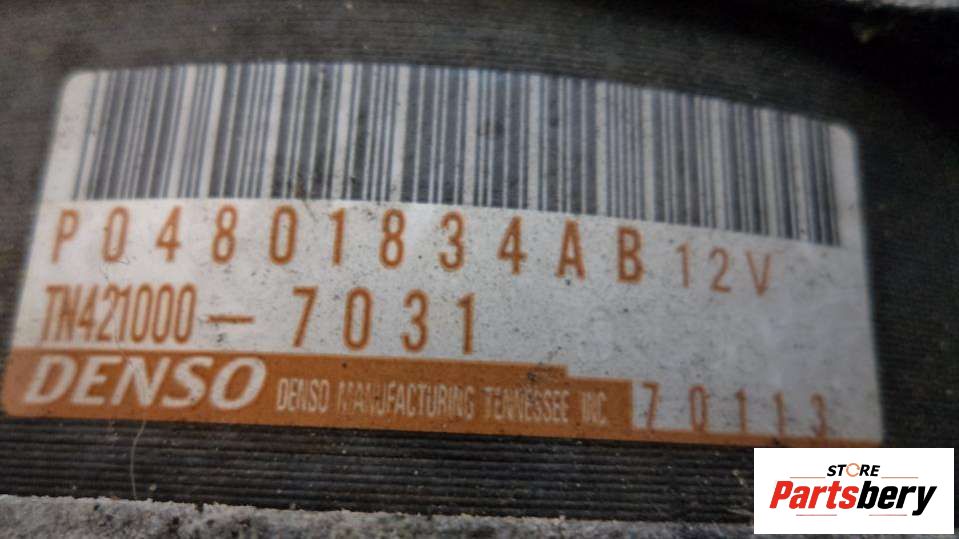 P04801834AB 12V
TN421000-7031
DENSO DENSO MANUFACTURING TENNESSEE INC. 70113
STORE
Partsbery